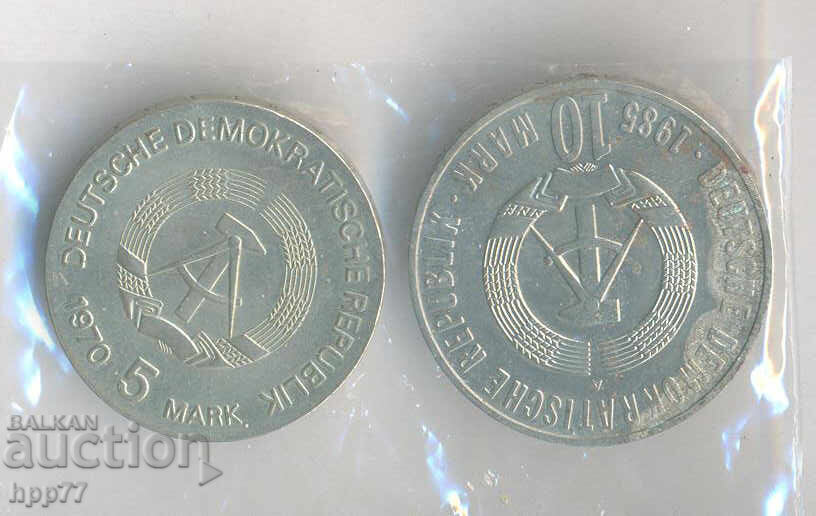 DEUTSCHE DEMOKRATISCHE REPUBLIK
1970 · 5 MARK.
DEUTSCHE DEMOKRATISCHE REPUBLIK · 10 MARK · 1985 ·
BALKAN
auction
hpp77